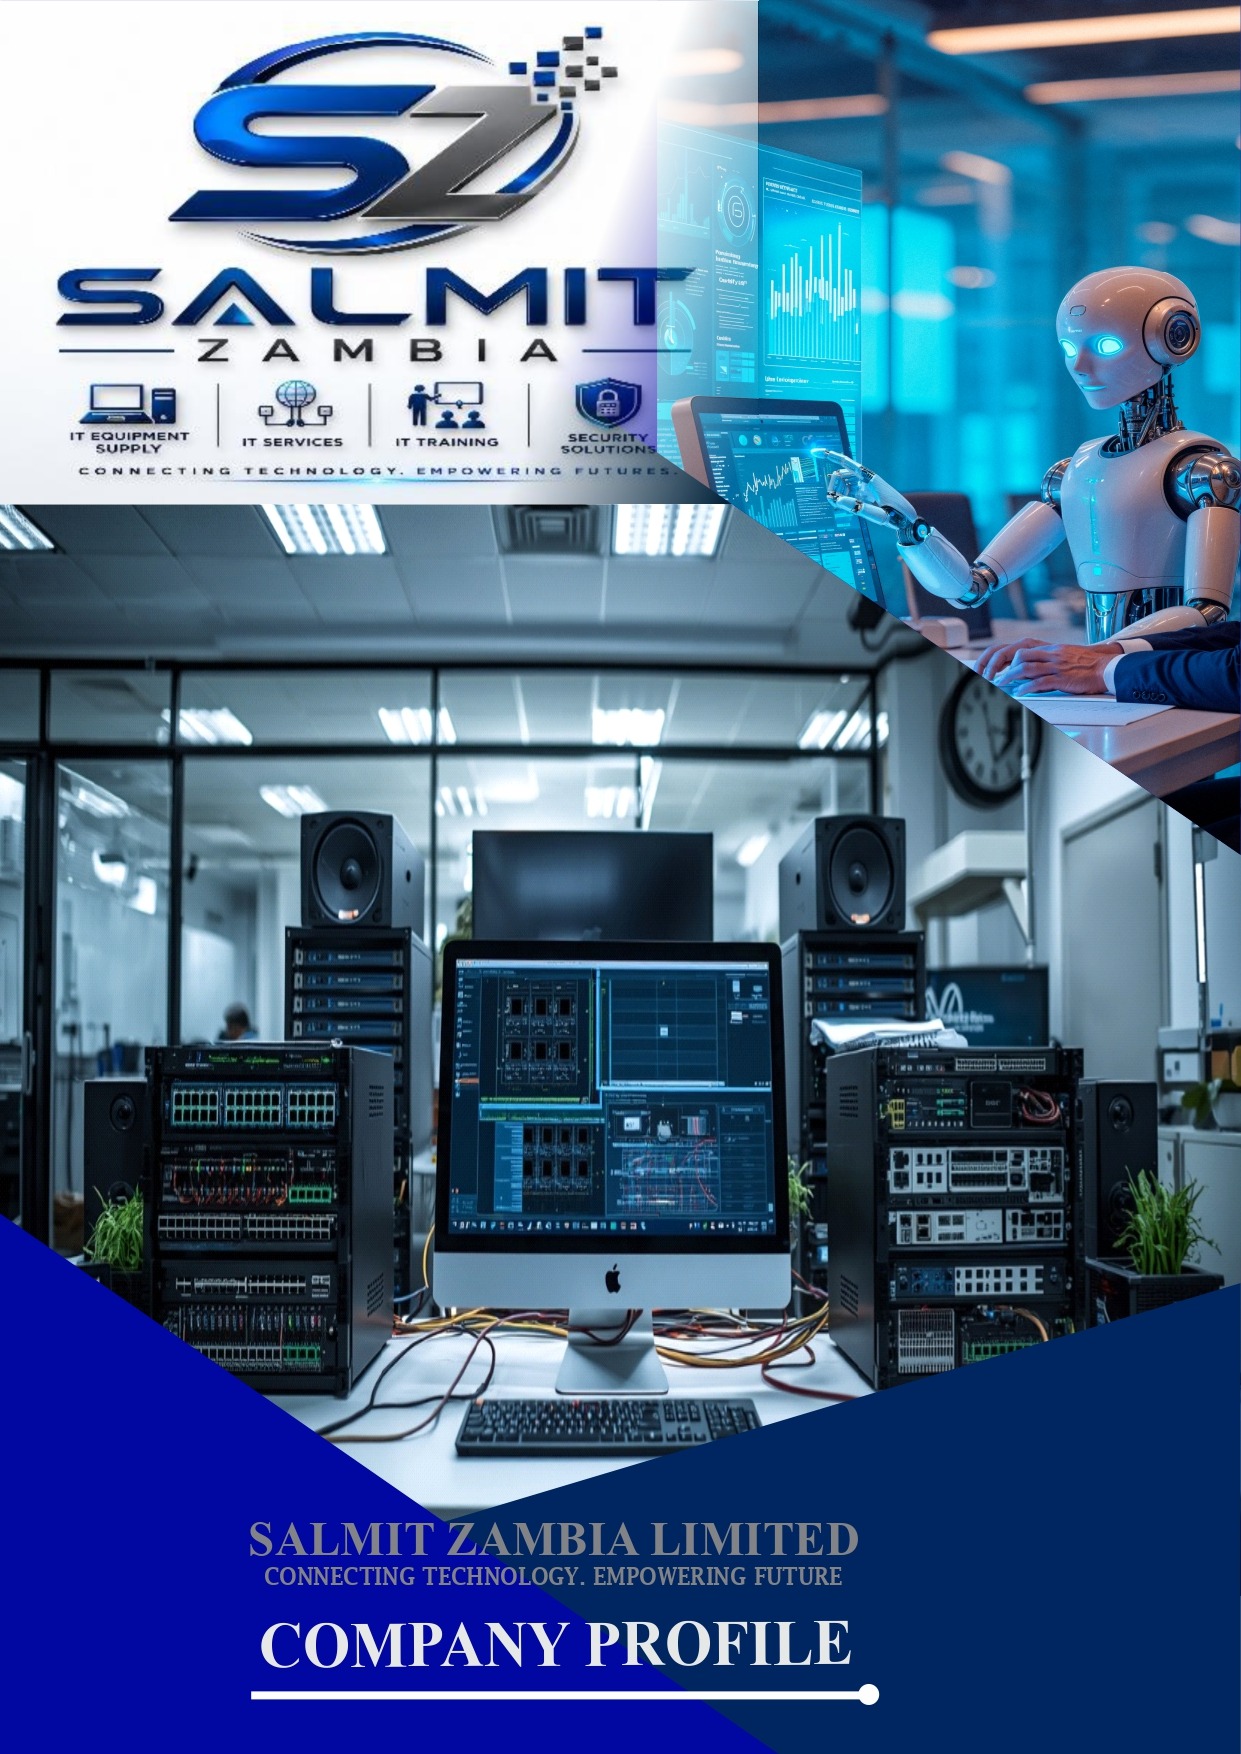 SZ
SALMIT
ZAMBIA
IT EQUIPMENT
SUPPLY
IT SERVICES
IT TRAINING
SECURITY
SOLUTIONS
CONNECTING TECHNOLOGY. EMPOWERING FUTURES.
SALMIT ZAMBIA LIMITED
CONNECTING TECHNOLOGY. EMPOWERING FUTURE
COMPANY PROFILE